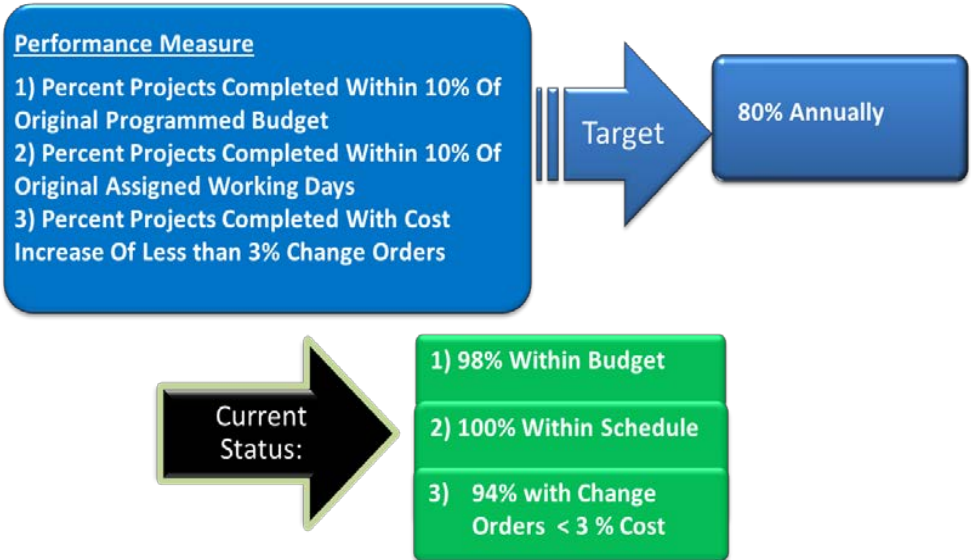 Performance Measure
1) Percent Projects Completed Within 10% Of
Original Programmed Budget
2) Percent Projects Completed Within 10% Of
Original Assigned Working Days
3) Percent Projects Completed With Cost
Increase Of Less than 3% Change Orders
Target
80% Annually
Current
Status:
1) 98% Within Budget
2) 100% Within Schedule
3) 94% with Change
Orders < 3 % Cost